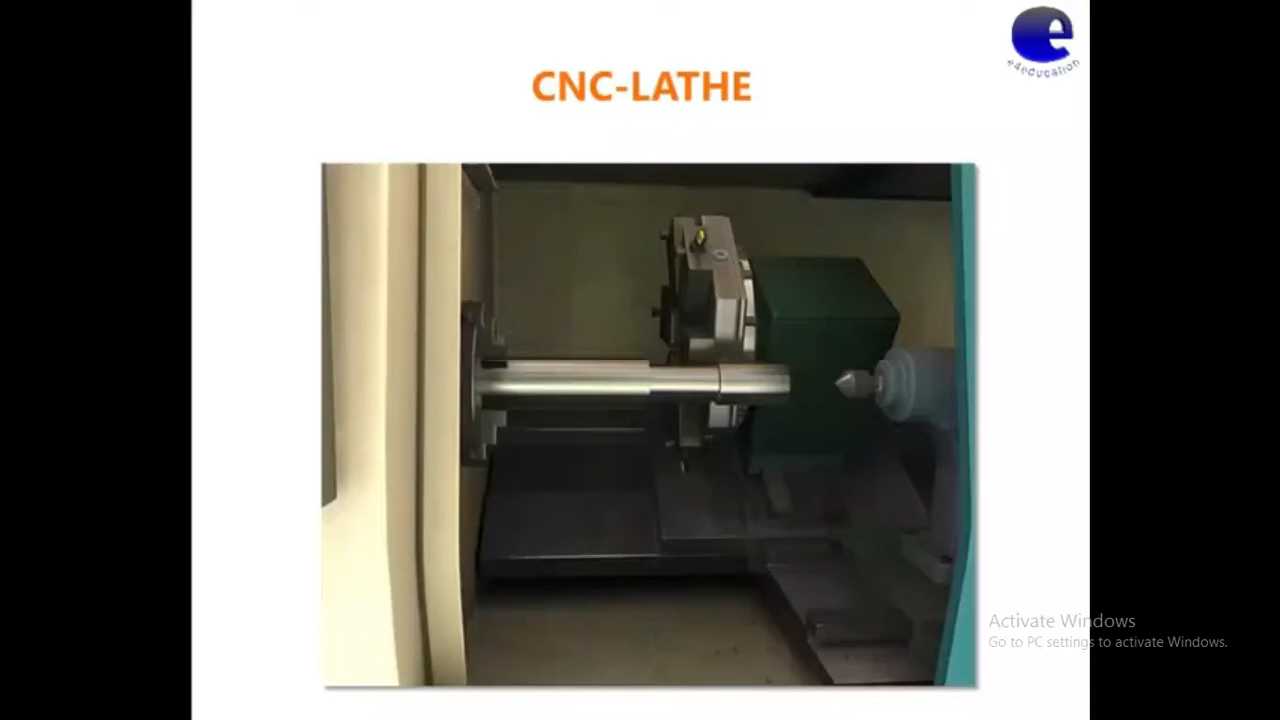 e
e4education
CNC-LATHE
Activate Windows
Go to PC settings to activate Windows.